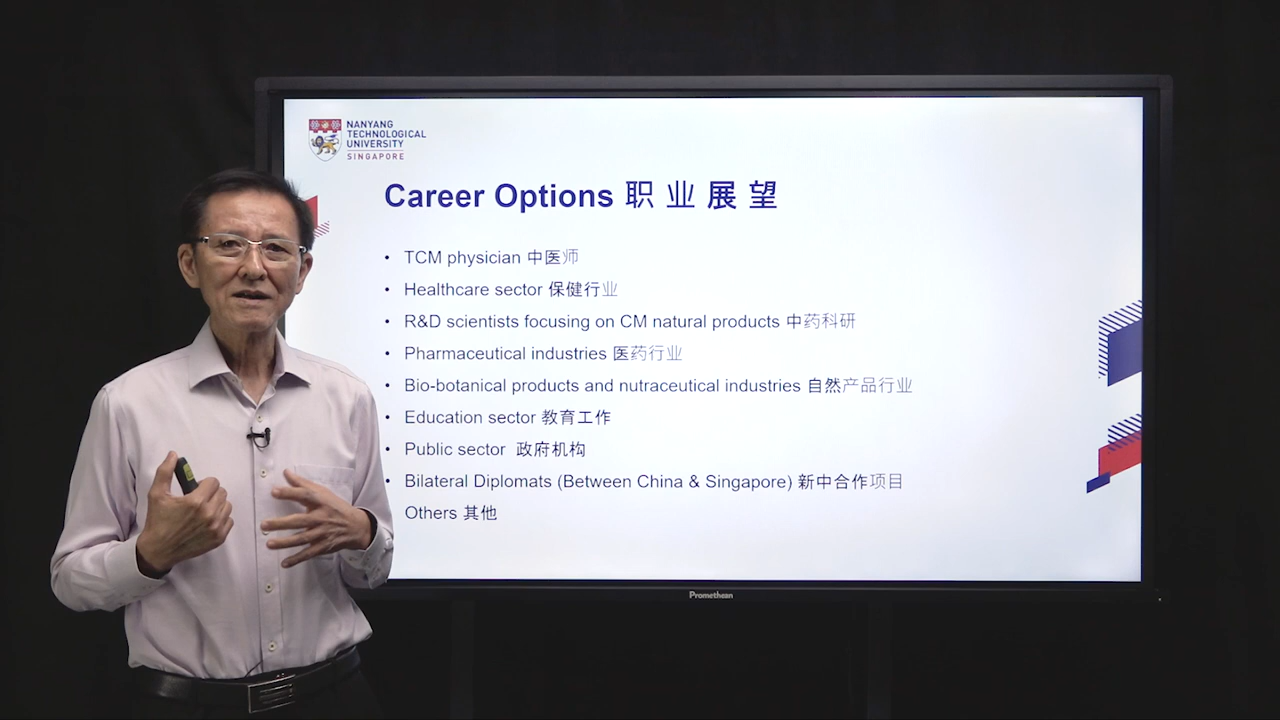 NANYANG
TECHNOLOGICAL
UNIVERSITY
SINGAPORE
Career Options 职业展望
• TCM physician 中医师
• Healthcare sector 保健行业
• R&D scientists focusing on CM natural products 中药科研
• Pharmaceutical industries 医药行业
• Bio-botanical products and nutraceutical industries 自然产品行业
• Education sector 教育工作
• Public sector 政府机构
• Bilateral Diplomats (Between China & Singapore) 新中合作项目
Others 其他
Promethean